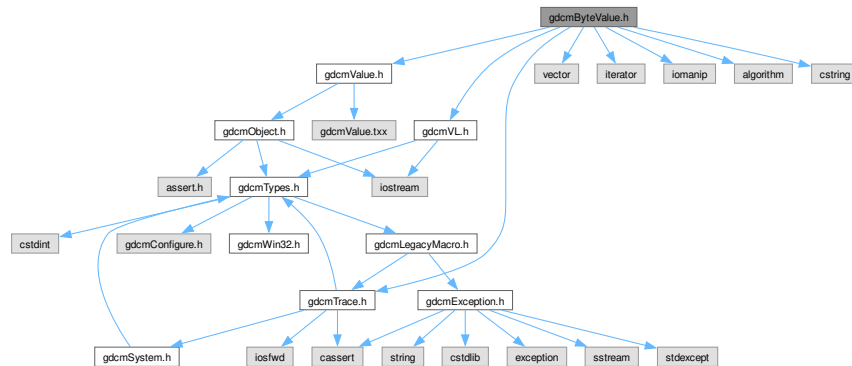 gdcmByteValue.h
gdcmValue.h
vector
iterator
iomanip
algorithm
cstring
gdcmObject.h
gdcmValue.txx
gdcmVL.h
assert.h
gdcmTypes.h
iostream
cstdint
gdcmConfigure.h
gdcmWin32.h
gdcmLegacyMacro.h
gdcmTrace.h
gdcmException.h
gdcmSystem.h
iosfwd
cassert
string
cstdlib
exception
sstream
stdexcept